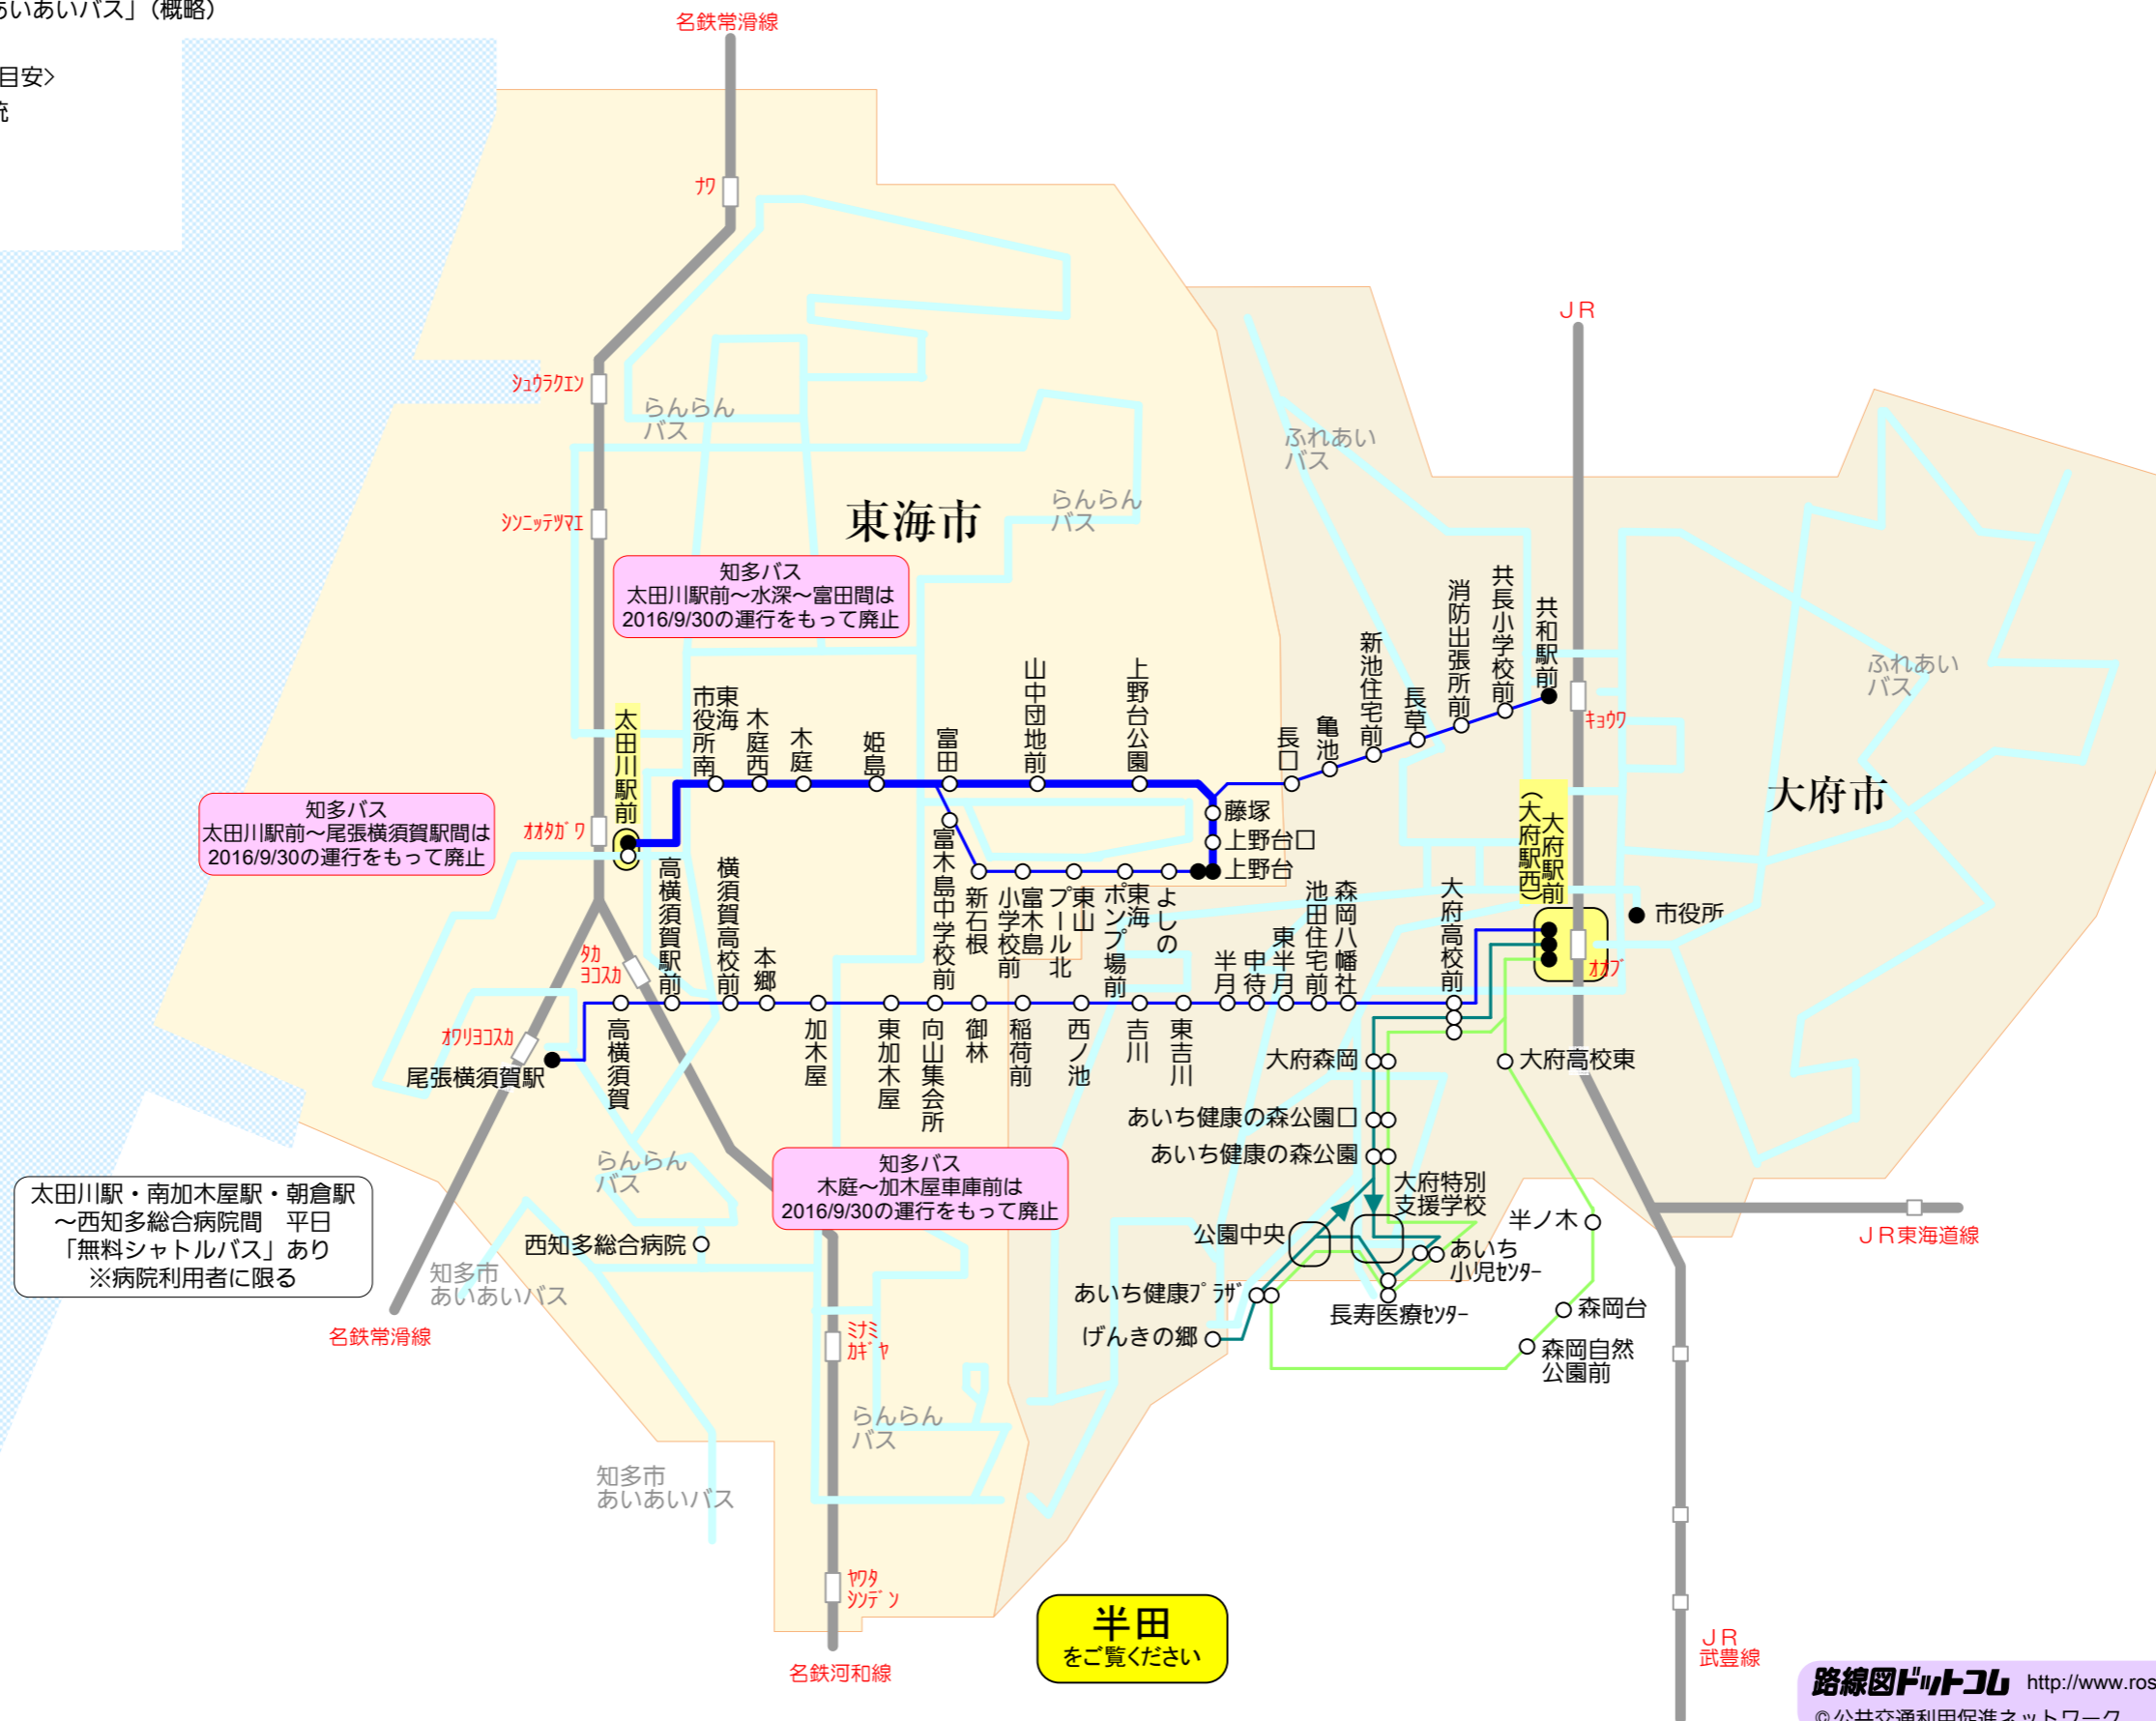 あいあいバス」(概略)
目安>
統
名鉄常滑線
ナワ
シュウラクエン
シンニッテツマエ
オオタガワ
タカ
ヨコスカ
オワリヨコスカ
らんらん
バス
らんらん
バス
東海市
ふれあい
バス
JR
ふれあい
バス
キョウワ
大府市
知多バス
太田川駅前~水深~富田間は
2016/9/30の運行をもって廃止
知多バス
太田川駅前~尾張横須賀駅間は
2016/9/30の運行をもって廃止
太田川駅前
東海
市役所南
木庭西
木庭
姫島
富田
山中団地前
上野台公園
藤塚
上野台口
上野台
長口
亀池
新池住宅前
長草
消防出張所前
共長小学校前
共和駅前
富木島中学校前
新石根
富木島
小学校前
東山
プール北
東海
ポンプ場前
よしの
大府駅前
(大府駅西)
オオブ
市役所
尾張横須賀駅
高横須賀
高横須賀駅前
横須賀高校前
本郷
加木屋
東加木屋
向山集会所
御林
稲荷前
西ノ池
吉川
東吉川
半月
申待
東半月
池田住宅前
森岡八幡社
大府高校前
大府森岡
あいち健康の森公園口
あいち健康の森公園
大府特別
支援学校
公園中央
あいち
小児センター
長寿医療センター
あいち健康プラザ
げんきの郷
大府高校東
半ノ木
森岡台
森岡自然
公園前
JR東海道線
知多バス
木庭~加木屋車庫前は
2016/9/30の運行をもって廃止
太田川駅・南加木屋駅・朝倉駅
~西知多総合病院間 平日
「無料シャトルバス」あり
※病院利用者に限る
らんらん
バス
西知多総合病院
知多市
あいあいバス
名鉄常滑線
ミナミ
カギヤ
らんらん
バス
知多市
あいあいバス
ヤワタ
シンデン
名鉄河和線
半田
をご覧ください
JR
武豊線
路線図ドットコム http://www.ros
©公共交通利用促進ネットワーク